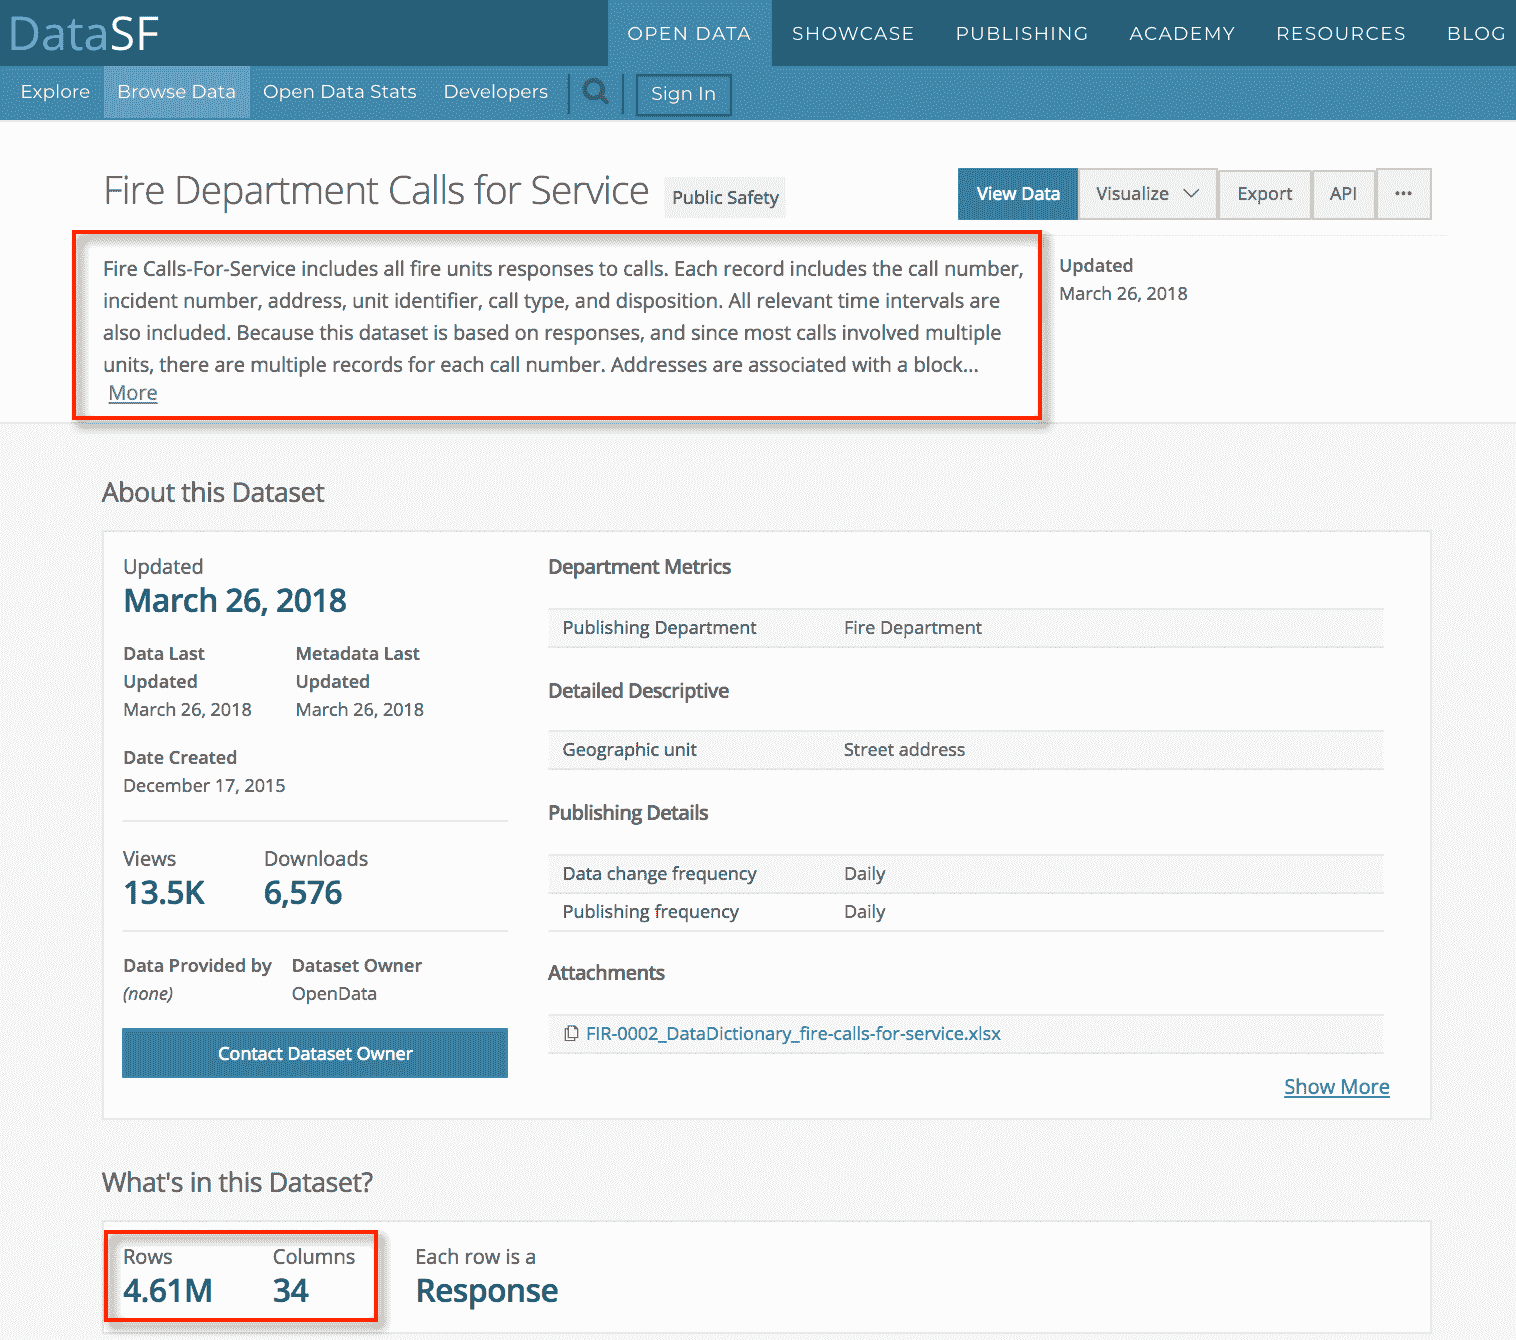 DataSF
OPEN DATA SHOWCASE PUBLISHING ACADEMY RESOURCES BLOG
Explore Browse Data Open Data Stats Developers Sign In
Fire Department Calls for Service Public Safety
View Data Visualize Export API ...
Fire Calls-For-Service includes all fire units responses to calls. Each record includes the call number,
incident number, address, unit identifier, call type, and disposition. All relevant time intervals are
also included. Because this dataset is based on responses, and since most calls involved multiple
units, there are multiple records for each call number. Addresses are associated with a block...
More
Updated
March 26, 2018
About this Dataset
Updated
March 26, 2018
Data Last Metadata Last
Updated Updated
March 26, 2018 March 26, 2018
Date Created
December 17, 2015
Views Downloads
13.5K 6,576
Data Provided by Dataset Owner
(none) OpenData
Contact Dataset Owner
Department Metrics
Publishing Department Fire Department
Detailed Descriptive
Geographic unit Street address
Publishing Details
Data change frequency Daily
Publishing frequency Daily
Attachments
FIR-0002_DataDictionary_fire-calls-for-service.xlsx
Show More
What's in this Dataset?
Rows Columns Each row is a
4.61M 34 Response